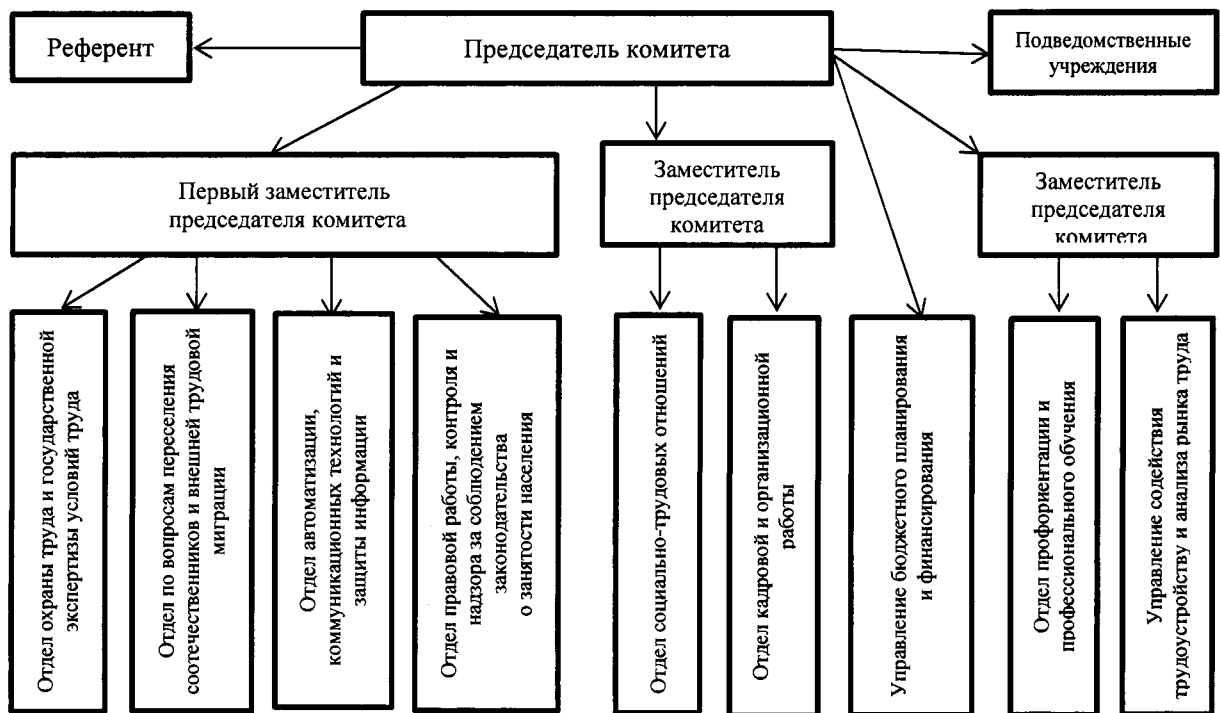 Референт
Председатель комитета
Подведомственные
учреждения
Первый заместитель
председателя комитета
Заместитель
председателя
комитета
Заместитель
председателя
комитета
Отдел охраны труда и государственной
экспертизы условий труда
Отдел по вопросам переселения
соотечественников и внешней трудовой
миграции
Отдел автоматизации,
коммуникационных технологий и
защиты информации
Отдел правовой работы, контроля и
надзора за соблюдением
законодательства
о занятости населения
Отдел социально-трудовых отношений
Отдел кадровой и организационной
работы
Управление бюджетного планирования
и финансирования
Отдел профориентации и
профессионального обучения
Управление содействия
трудоустройству и анализа рынка труда